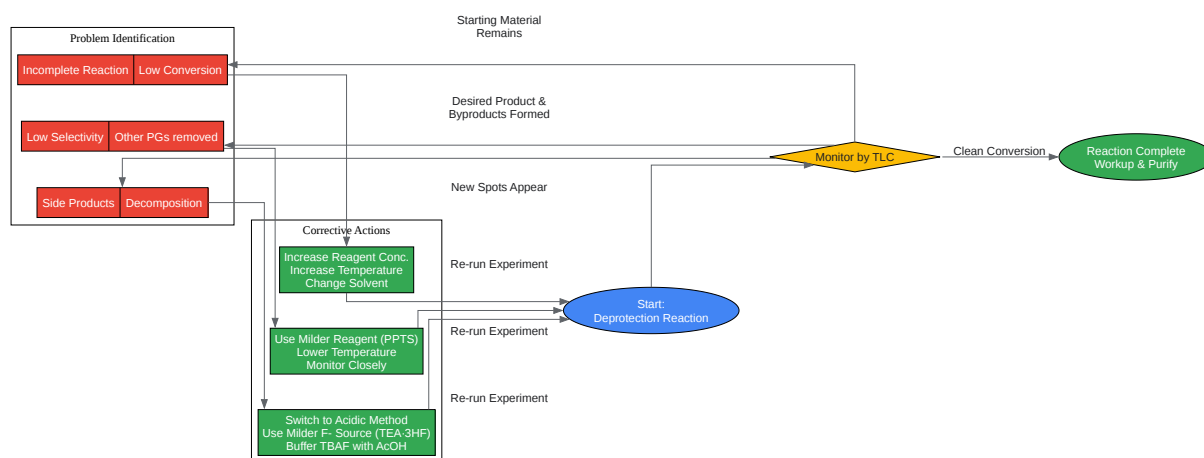 Starting Material
Remains
Problem Identification
Incomplete Reaction
Low Conversion
Desired Product &
Byproducts Formed
Low Selectivity
Other PGs removed
Monitor by TLC
Clean Conversion
Reaction Complete
Workup & Purify
New Spots Appear
Side Products
Decomposition
Corrective Actions
Increase Reagent Conc.
Increase Temperature
Change Solvent
Re-run Experiment
Start:
Deprotection Reaction
Use Milder Reagent (PPTS)
Lower Temperature
Monitor Closely
Re-run Experiment
Re-run Experiment
Switch to Acidic Method
Use Milder F- Source (TEA·3HF)
Buffer TBAF with AcOH